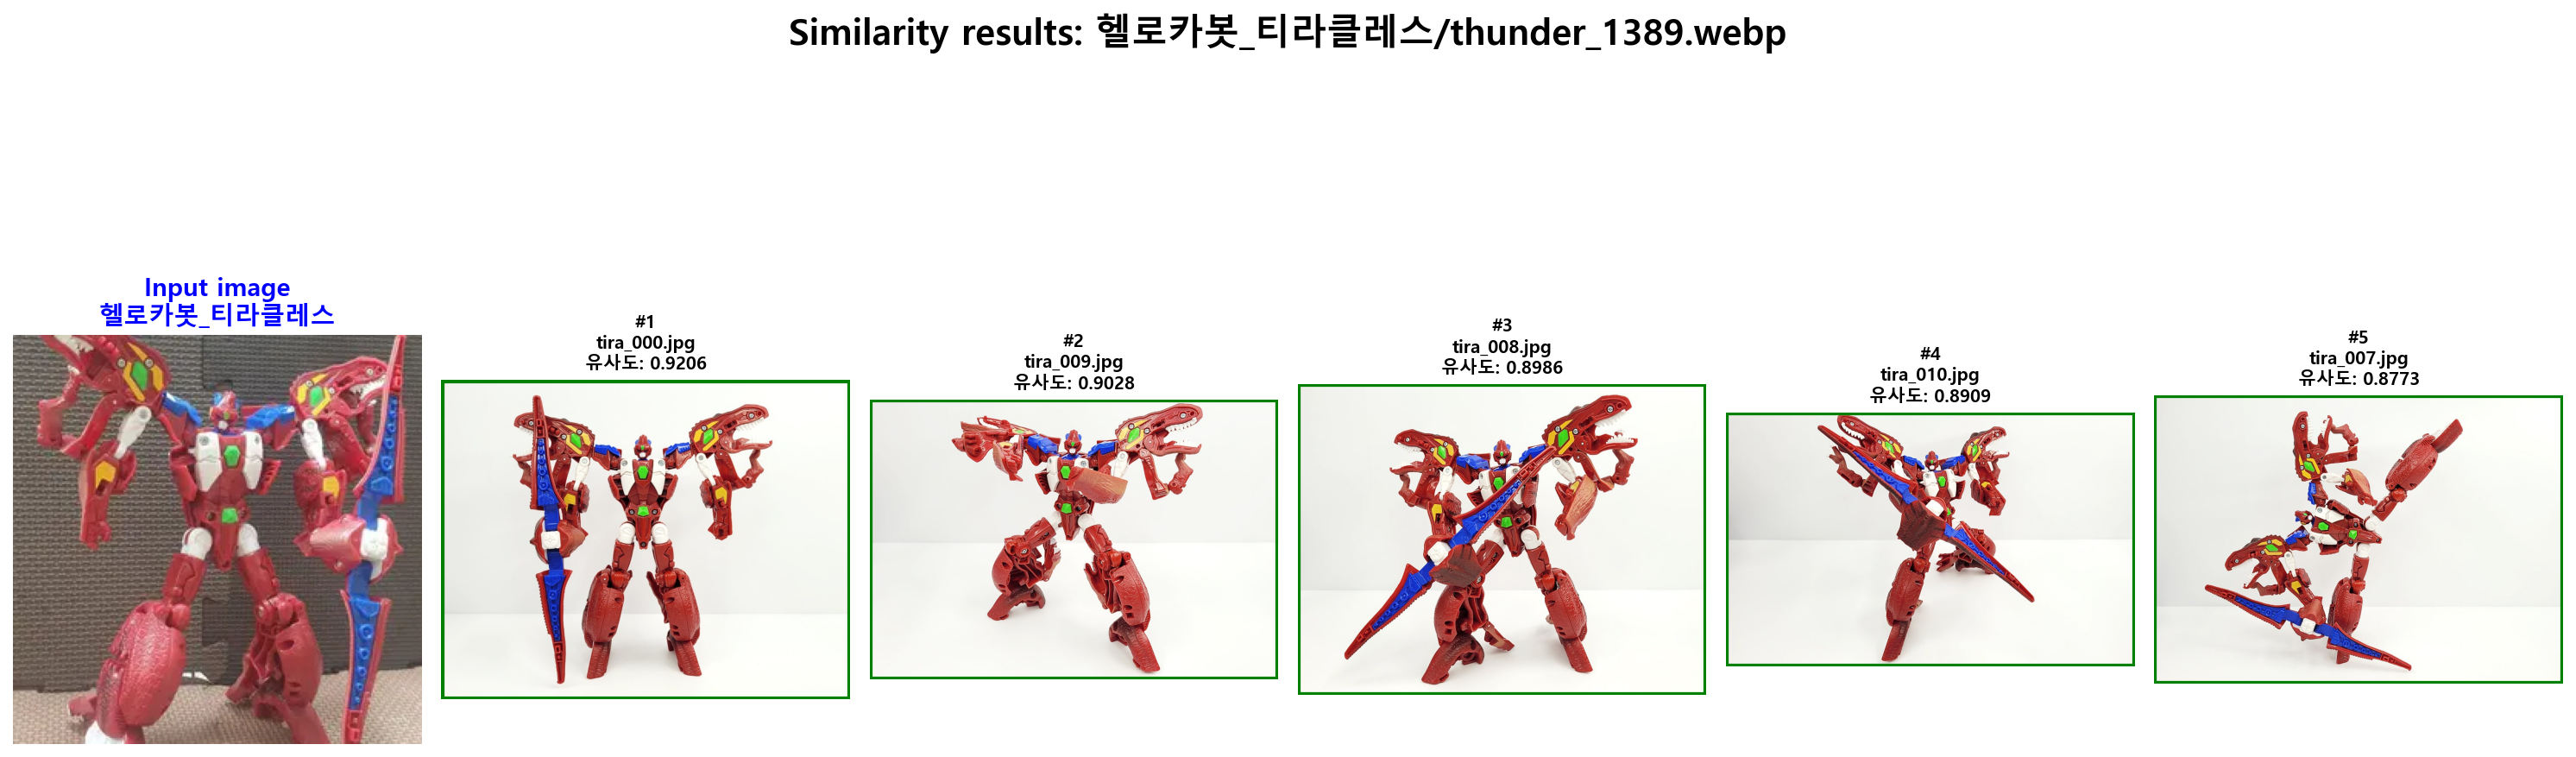 Similarity results: 헬로카봇_티라클레스/thunder_1389.webp
Input image
헬로카봇_티라클레스
#1
tira_000.jpg
유사도: 0.9206
#2
tira_009.jpg
유사도: 0.9028
#3
tira_008.jpg
유사도: 0.8986
#4
tira_010.jpg
유사도: 0.8909
#5
tira_007.jpg
유사도: 0.8773